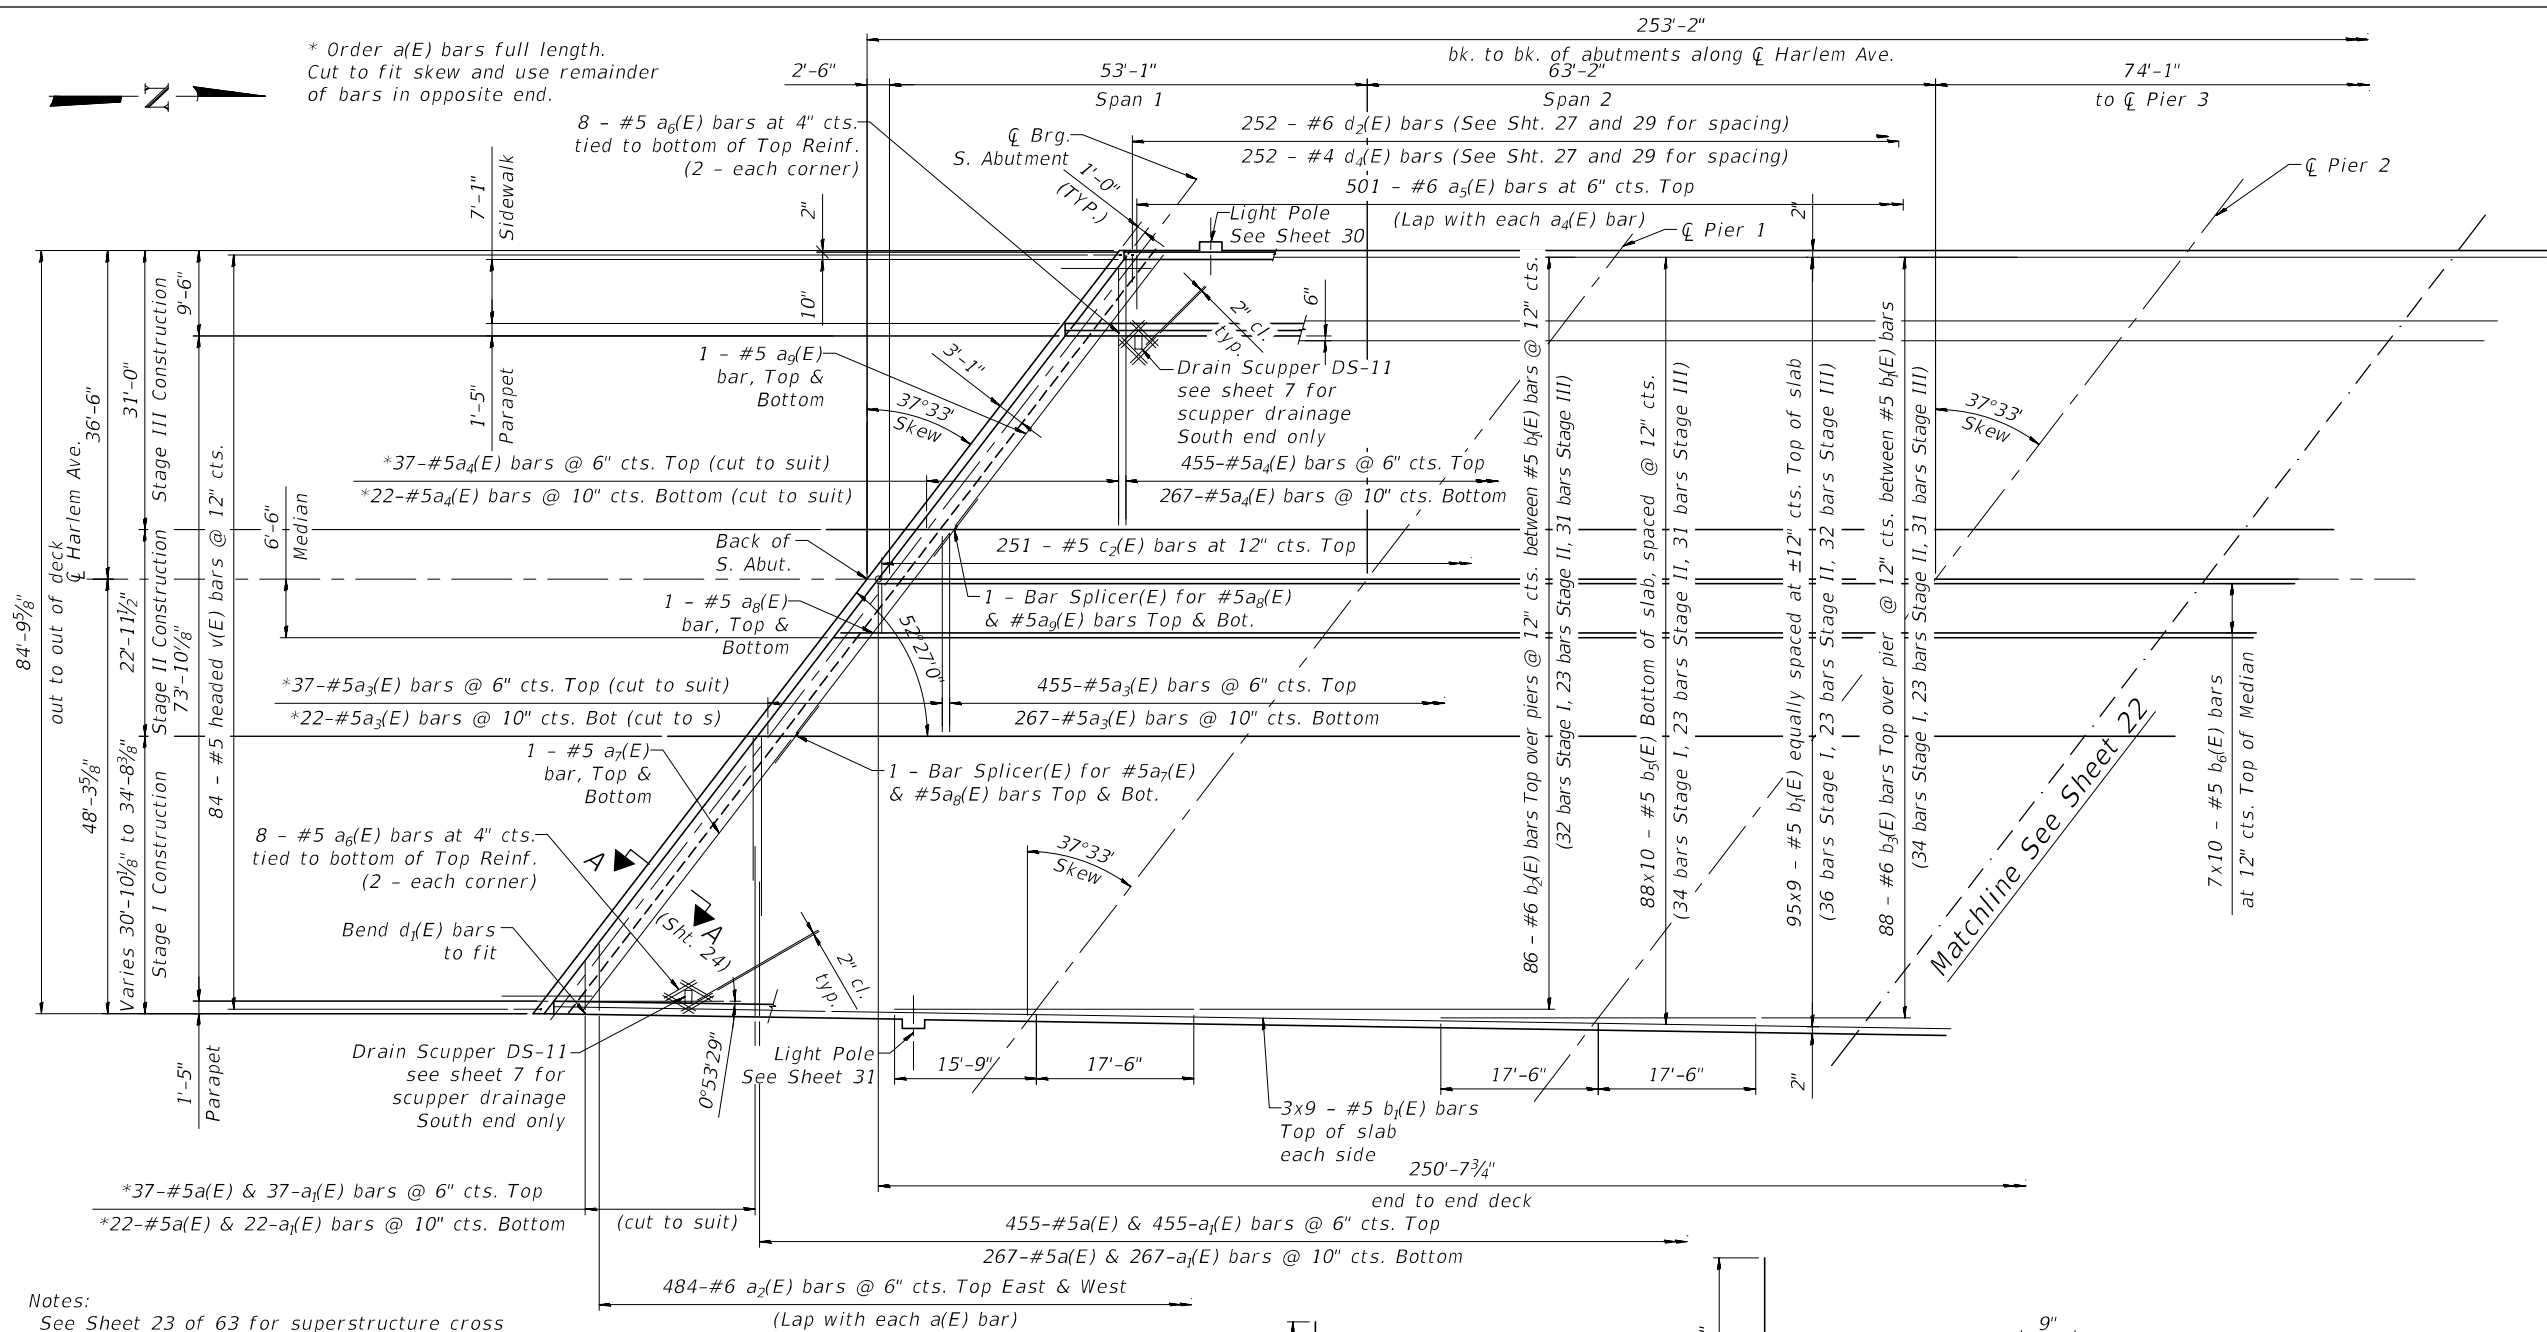 253'-2"
bk. to bk. of abutments along ℄ Harlem Ave.
* Order a(E) bars full length.
Cut to fit skew and use remainder
of bars in opposite end.
N
2'-6"
53'-1"
Span 1
63'-2"
Span 2
74'-1"
to ℄ Pier 3
8 - #5 a6(E) bars at 4" cts.
tied to bottom of Top Reinf.
(2 - each corner)
℄ Brg.
S. Abutment
1'-0"
(TYP.)
252 - #6 d2(E) bars (See Sht. 27 and 29 for spacing)
252 - #4 d4(E) bars (See Sht. 27 and 29 for spacing)
501 - #6 a5(E) bars at 6" cts. Top
(Lap with each a4(E) bar)
Light Pole
See Sheet 30
℄ Pier 1
℄ Pier 2
7'-1"
Sidewalk
2"
10"
2"
6"
2" cl.
typ.
84'-9 5/8"
out to out of deck
℄ Harlem Ave.
36'-6"
48'-3 5/8"
31'-0"
Stage III Construction
22'-11 1/2"
Stage II Construction
Varies 30'-10 1/8" to 34'-8 3/8"
Stage I Construction
9'-6"
73'-10 7/8"
84 - #5 headed v(E) bars @ 12" cts.
6'-6"
Median
1'-5"
Parapet
1 - #5 a9(E)
bar, Top &
Bottom
3'-1"
37°33'
Skew
Drain Scupper DS-11
see sheet 7 for
scupper drainage
South end only
*37-#5a4(E) bars @ 6" cts. Top (cut to suit)
*22-#5a4(E) bars @ 10" cts. Bottom (cut to suit)
455-#5a4(E) bars @ 6" cts. Top
267-#5a4(E) bars @ 10" cts. Bottom
Back of
S. Abut.
251 - #5 c2(E) bars at 12" cts. Top
1 - #5 a8(E)
bar, Top &
Bottom
1 - Bar Splicer(E) for #5a8(E)
& #5a9(E) bars Top & Bot.
52°27'0"
*37-#5a3(E) bars @ 6" cts. Top (cut to suit)
*22-#5a3(E) bars @ 10" cts. Bot (cut to s)
455-#5a3(E) bars @ 6" cts. Top
267-#5a3(E) bars @ 10" cts. Bottom
1 - #5 a7(E)
bar, Top &
Bottom
1 - Bar Splicer(E) for #5a7(E)
& #5a8(E) bars Top & Bot.
8 - #5 a6(E) bars at 4" cts.
tied to bottom of Top Reinf.
(2 - each corner)
A
A
(Sht. 24)
37°33'
Skew
37°33'
Skew
Bend d1(E) bars
to fit
2" cl.
typ.
86 - #6 b2(E) bars Top over piers @ 12" cts. between #5 b1(E) bars @ 12" cts.
(32 bars Stage I, 23 bars Stage II, 31 bars Stage III)
88x10 - #5 b5(E) Bottom of slab, spaced @ 12" cts.
(34 bars Stage I, 23 bars Stage II, 31 bars Stage III)
95x9 - #5 b1(E) equally spaced at ±12" cts. Top of slab
(36 bars Stage I, 23 bars Stage II, 32 bars Stage III)
88 - #6 b3(E) bars Top over pier @ 12" cts. between #5 b1(E) bars
(34 bars Stage I, 23 bars Stage II, 31 bars Stage III)
7x10 - #5 b6(E) bars
at 12" cts. Top of Median
Matchline See Sheet 22
1'-5"
Parapet
Drain Scupper DS-11
see sheet 7 for
scupper drainage
South end only
0°53'29"
Light Pole
See Sheet 31
15'-9"
17'-6"
17'-6"
17'-6"
2"
3x9 - #5 b1(E) bars
Top of slab
each side
250'-7 3/4"
end to end deck
*37-#5a(E) & 37-a1(E) bars @ 6" cts. Top
*22-#5a(E) & 22-a1(E) bars @ 10" cts. Bottom
(cut to suit)
455-#5a(E) & 455-a1(E) bars @ 6" cts. Top
267-#5a(E) & 267-a1(E) bars @ 10" cts. Bottom
484-#6 a2(E) bars @ 6" cts. Top East & West
(Lap with each a(E) bar)
Notes:
See Sheet 23 of 63 for superstructure cross
9"